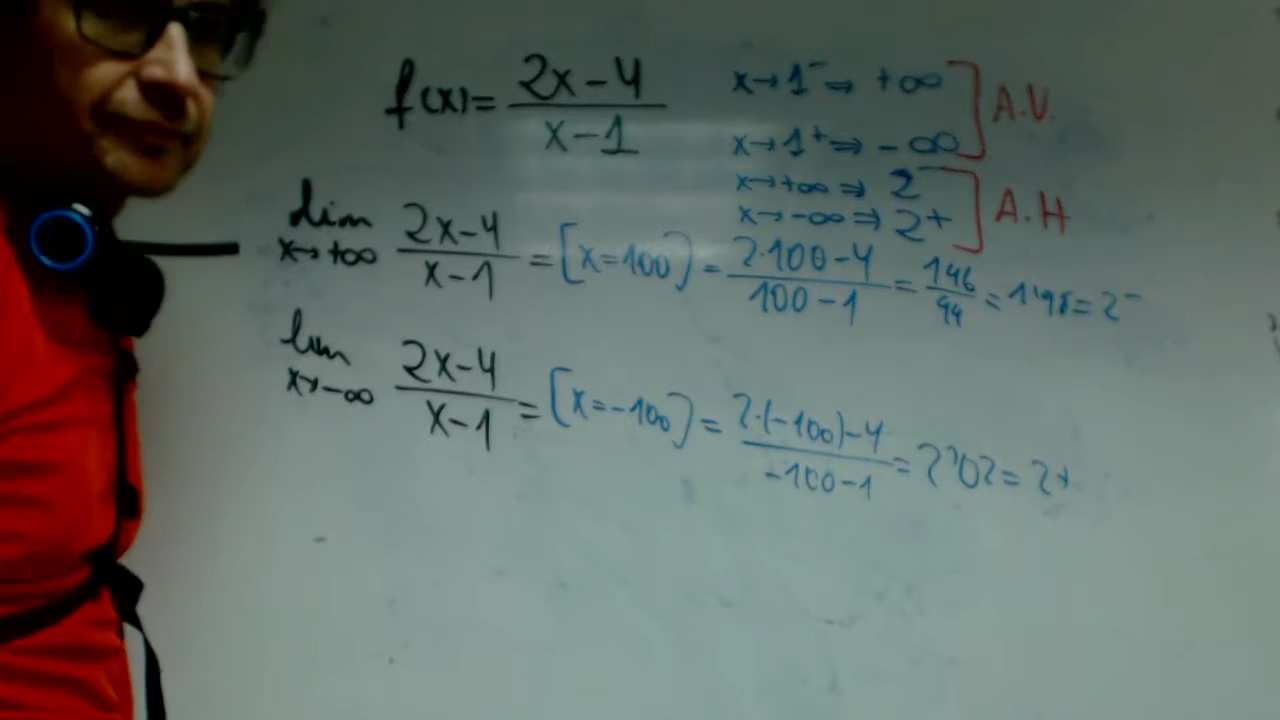 f(x) = (2x-4)/(x-1)
x→1⁻ ⇒ +∞
x→1⁺ ⇒ -∞
A.V.
x→+∞ ⇒ 2⁻
x→-∞ ⇒ 2⁺
A.H
lim x→+∞ (2x-4)/(x-1) = [x=100] = (2·100-4)/(100-1) = 196/99 = 1'98 = 2⁻
lim x→-∞ (2x-4)/(x-1) = [x=-100] = (2·(-100)-4)/(-100-1) = 2'02 = 2⁺